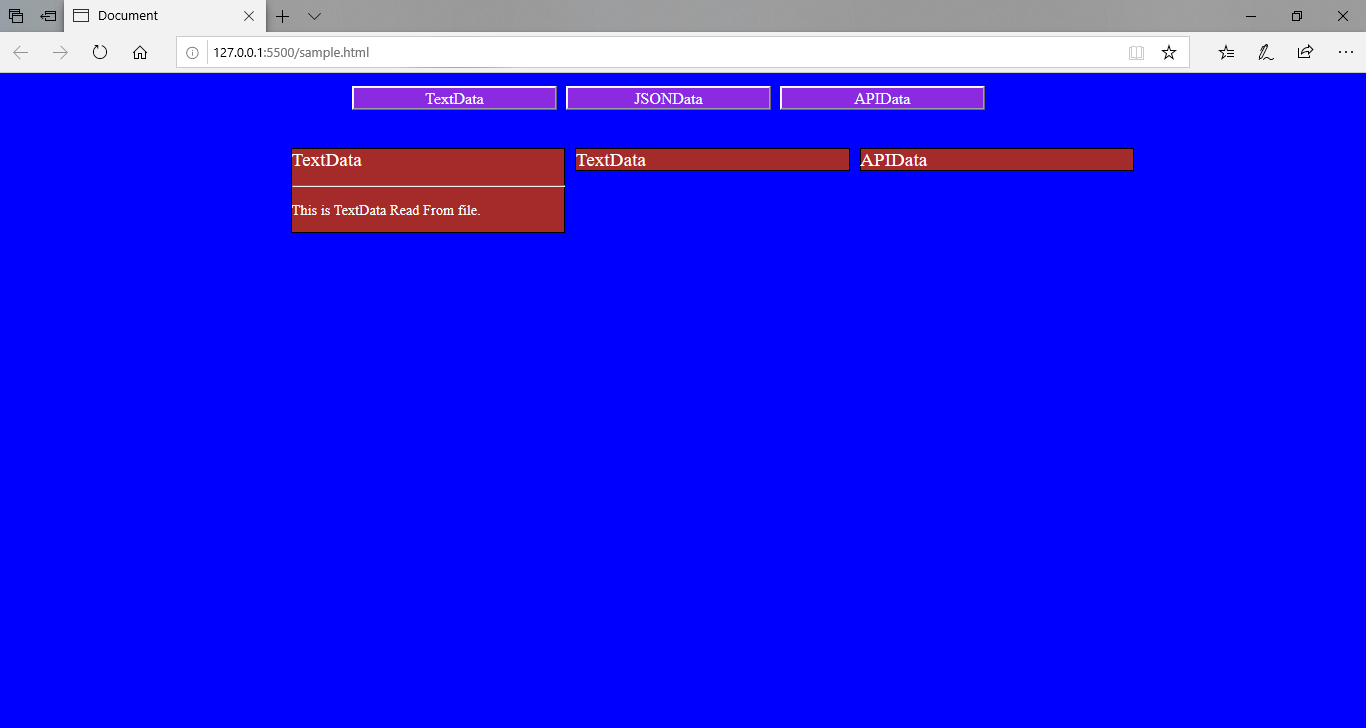 Document
127.0.0.1:5500/sample.html
TextData JSONData APIData
TextData TextData APIData
This is TextData Read From file.